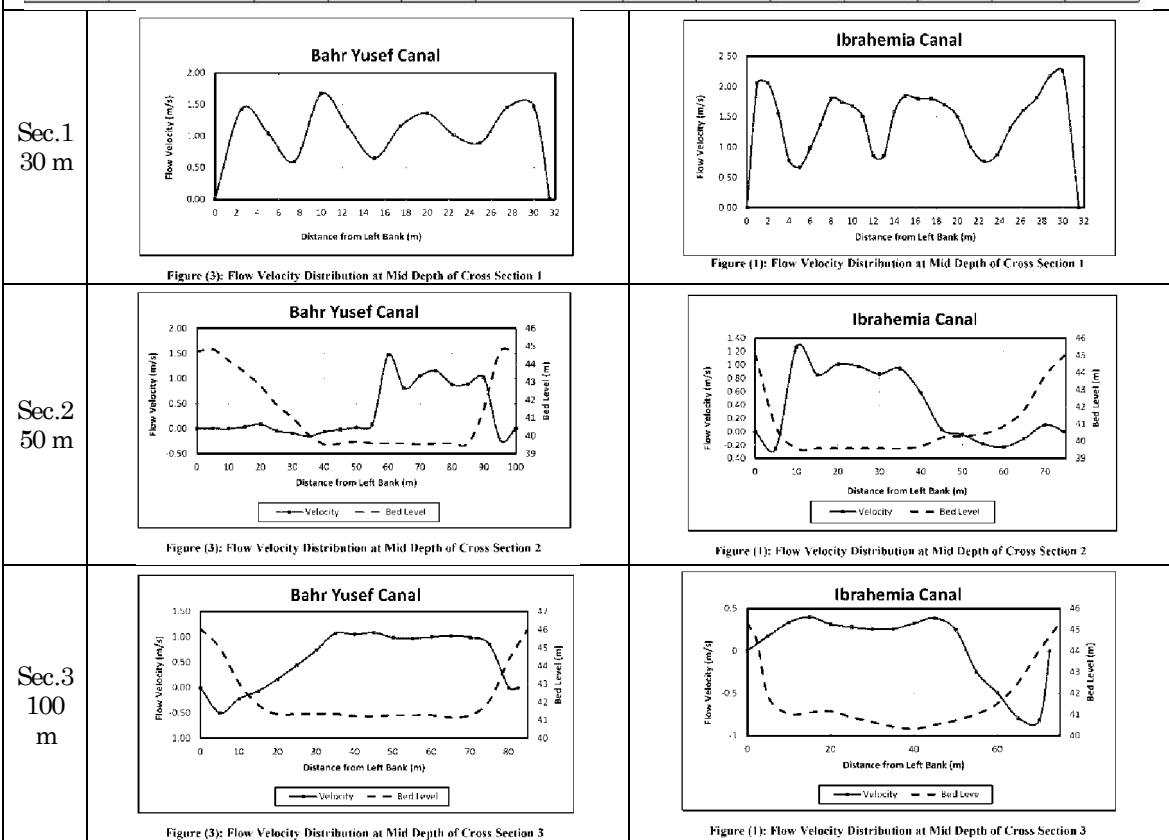 Sec.1
30 m
Bahr Yusef Canal
Flow Velocity (m/s)
2.00
1.50
1.00
0.50
0.00
0 2 4 6 8 10 12 14 16 18 20 22 24 26 28 30 32
Distance from Left Bank (m)
Figure (3): Flow Velocity Distribution at Mid Depth of Cross Section 1
Ibrahemia Canal
Flow Velocity (m/s)
2.50
2.00
1.50
1.00
0.50
0.00
0 2 4 6 8 10 12 14 16 18 20 22 24 26 28 30 32 34
Distance from Left Bank (m)
Figure (1): Flow Velocity Distribution at Mid Depth of Cross Section 1
Sec.2
50 m
Bahr Yusef Canal
Flow Velocity (m/s)
2.00
1.50
1.00
0.50
0.00
-0.50
46
45
44
43
42
41
40
39
Bed Level (m)
0 10 20 30 40 50 60 70 80 90 100
Distance from Left Bank (m)
Velocity Bed Level
Figure (3): Flow Velocity Distribution at Mid Depth of Cross Section 2
Ibrahemia Canal
Flow Velocity (m/s)
1.40
1.20
1.00
0.80
0.60
0.40
0.20
0.00
0.20
0.40
46
45
44
43
42
41
40
39
Bed Level (m)
0 10 20 30 40 50 60 70
Distance from Left Bank (m)
Velocity Bed Level
Figure (1): Flow Velocity Distribution at Mid Depth of Cross Section 2
Sec.3
100
m
Bahr Yusef Canal
Flow Velocity (m/s)
1.50
1.00
0.50
0.00
-0.50
1.00
47
46
45
44
43
42
41
40
Bed Level (m)
0 10 20 30 40 50 60 70 80
Distance from Left Bank (m)
Velocity Bed Level
Figure (3): Flow Velocity Distribution at Mid Depth of Cross Section 3
Ibrahemia Canal
Flow Velocity (m/s)
0.5
0
-0.5
-1
46
45
44
43
42
41
40
Bed Level (m)
0 20 40 60
Distance from Left Bank (m)
Velocity Bed Leve
Figure (1): Flow Velocity Distribution at Mid Depth of Cross Section 3